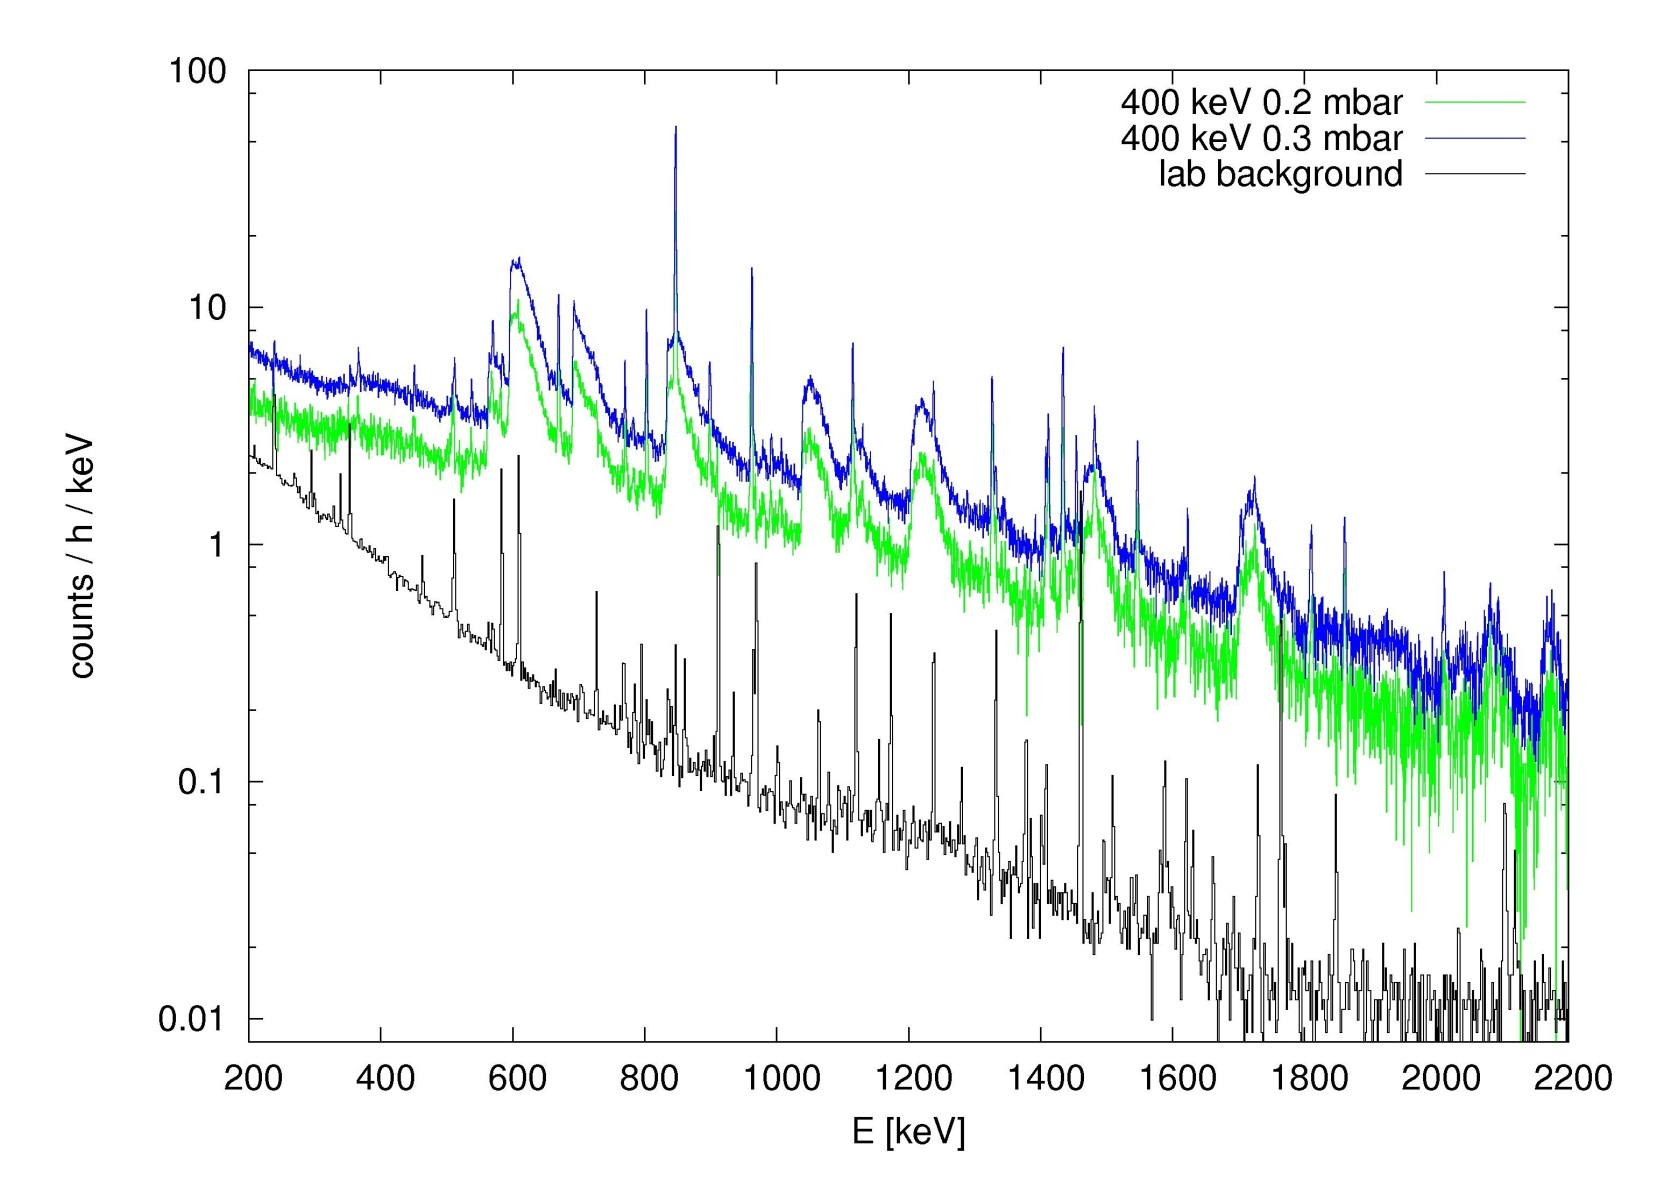 100
10
1
0.1
0.01
counts / h / keV
400 keV 0.2 mbar
400 keV 0.3 mbar
lab background
200 400 600 800 1000 1200 1400 1600 1800 2000 2200
E [keV]